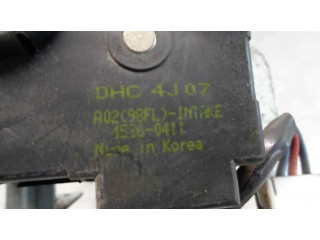 DHC 4J07
A02(98FL)-INTAKE
1536-041L
Made in Korea